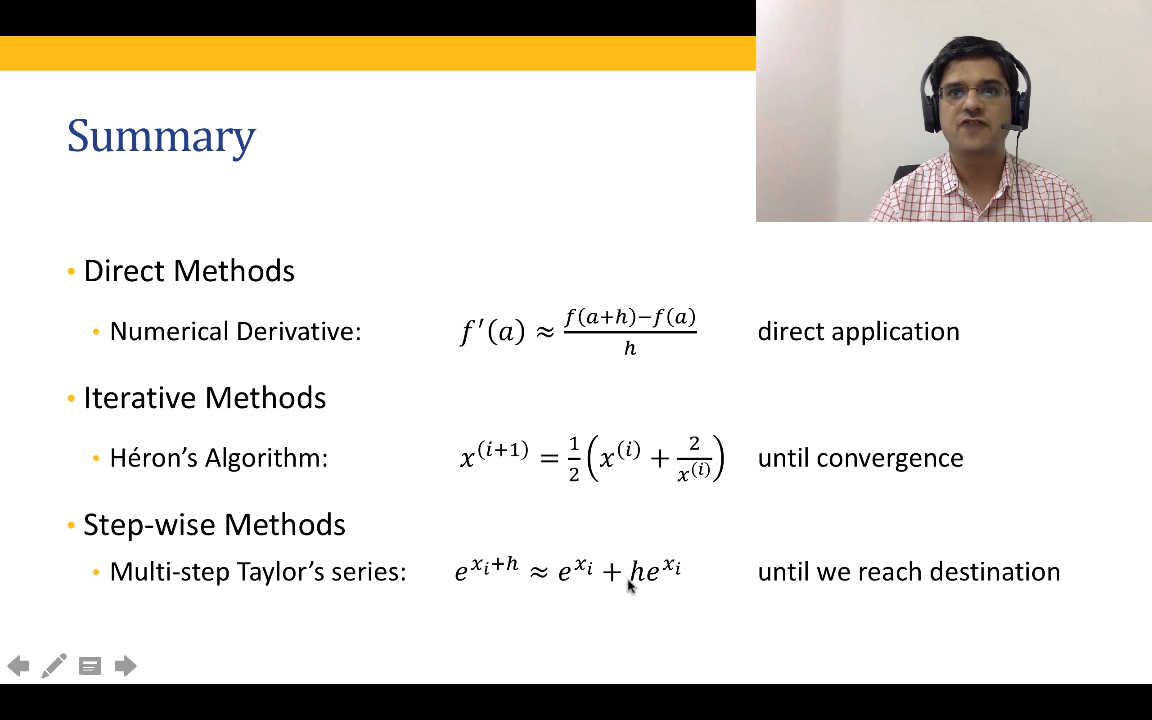 Summary
• Direct Methods
• Numerical Derivative: f′(a) ≈ (f(a+h)−f(a))/h direct application
• Iterative Methods
• Héron's Algorithm: x^(i+1) = 1/2 (x^(i) + 2/x^(i)) until convergence
• Step-wise Methods
• Multi-step Taylor's series: e^(x_i+h) ≈ e^(x_i) + he^(x_i) until we reach destination